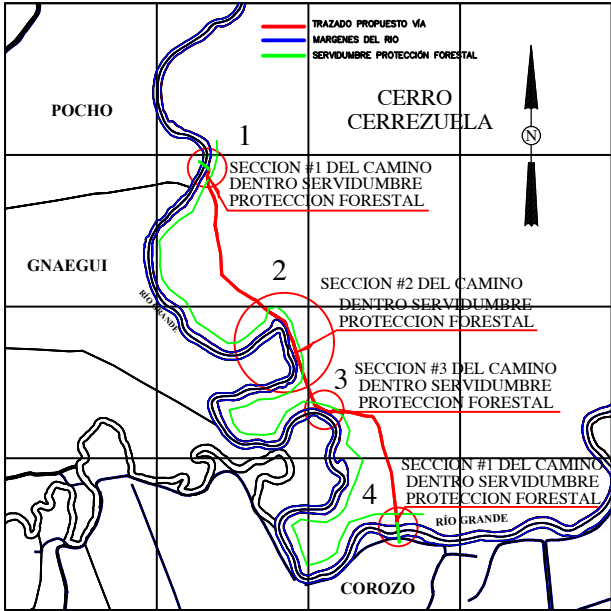 TRAZADO PROPUESTO VÍA
MARGENES DEL RIO
SERVIDUMBRE PROTECCIÓN FORESTAL
POCHO
CERRO
CERREZUELA
N
1
SECCION #1 DEL CAMINO
DENTRO SERVIDUMBRE
PROTECCION FORESTAL
GNAEGUI
2
SECCION #2 DEL CAMINO
DENTRO SERVIDUMBRE
PROTECCION FORESTAL
RÍO GRANDE
3
SECCION #3 DEL CAMINO
DENTRO SERVIDUMBRE
PROTECCION FORESTAL
SECCION #1 DEL CAMINO
DENTRO SERVIDUMBRE
PROTECCION FORESTAL
4
RÍO GRANDE
COROZO